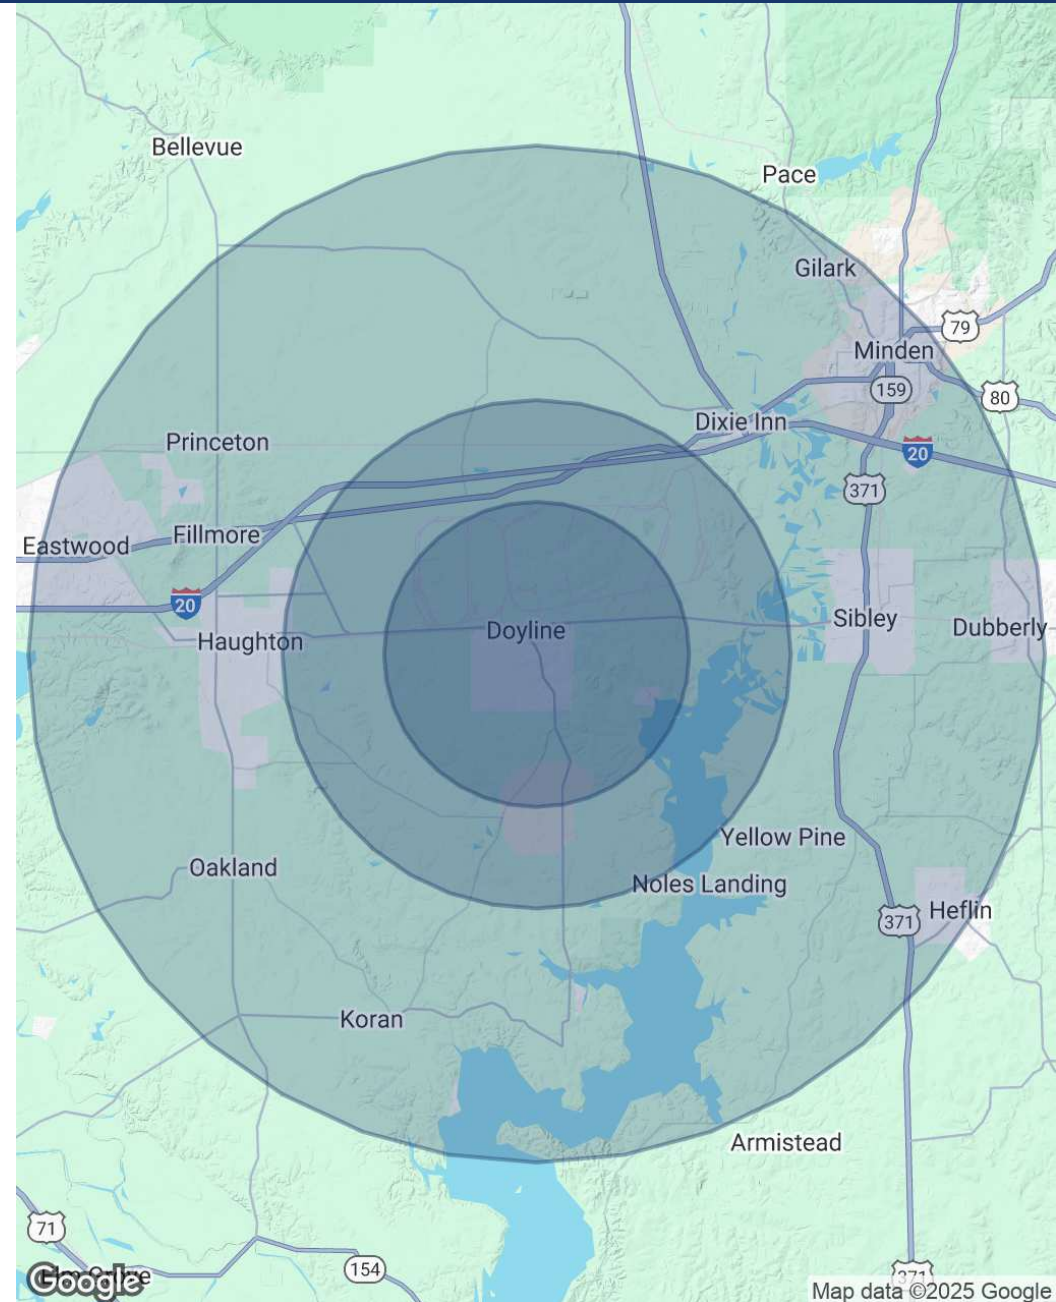 Bellevue
Pace
Gilark
79
Minden
159
80
Dixie Inn
Princeton
20
371
Fillmore
Eastwood
20
Doyline
Sibley
Dubberly
Haughton
Yellow Pine
Oakland
Noles Landing
Heflin
371
Koran
Armistead
71
154
Google
371
Map data ©2025 Google